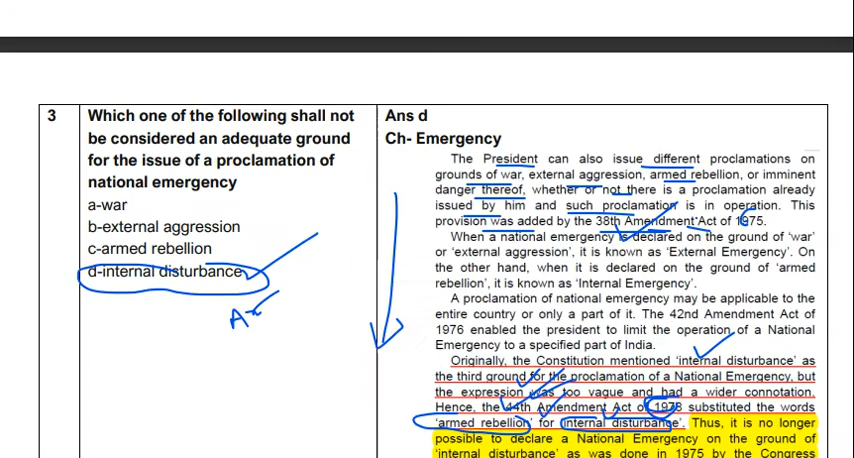 3
Which one of the following shall not
be considered an adequate ground
for the issue of a proclamation of
national emergency
a-war
b-external aggression
c-armed rebellion
d-internal disturbance
Ans d
Ch- Emergency
The President can also issue different proclamations on
grounds of war, external aggression, armed rebellion, or imminent
danger thereof, whether or not there is a proclamation already
issued by him and such proclamation is in operation. This
provision was added by the 38th Amendment Act of 1975.
When a national emergency is declared on the ground of ‘war’
or ‘external aggression’, it is known as ‘External Emergency’. On
the other hand, when it is declared on the ground of ‘armed
rebellion’, it is known as ‘Internal Emergency’.
A proclamation of national emergency may be applicable to the
entire country or only a part of it. The 42nd Amendment Act of
1976 enabled the president to limit the operation of a National
Emergency to a specified part of India.
Originally, the Constitution mentioned ‘internal disturbance’ as
the third ground for the proclamation of a National Emergency, but
the expression was too vague and had a wider connotation.
Hence, the 44th Amendment Act of 1978 substituted the words
‘armed rebellion’ for ‘internal disturbance’. Thus, it is no longer
possible to declare a National Emergency on the ground of
‘internal disturbance’ as was done in 1975 by the Congress